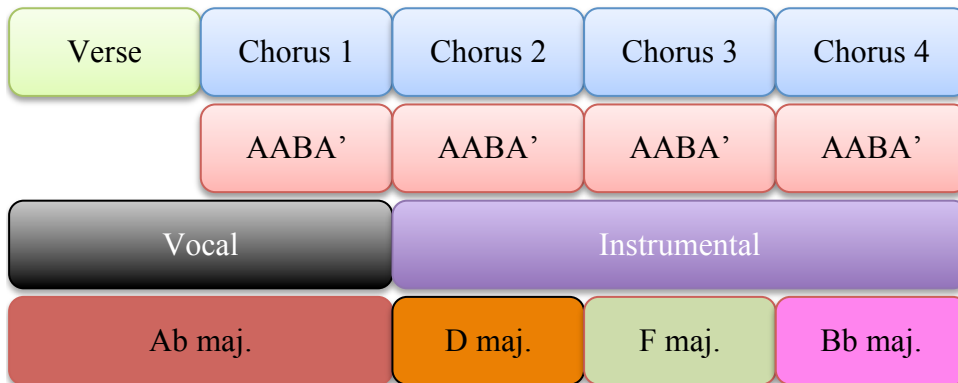 Verse Chorus 1 Chorus 2 Chorus 3 Chorus 4
AABA’ AABA’ AABA’ AABA’
Vocal Instrumental
Ab maj. D maj. F maj. Bb maj.